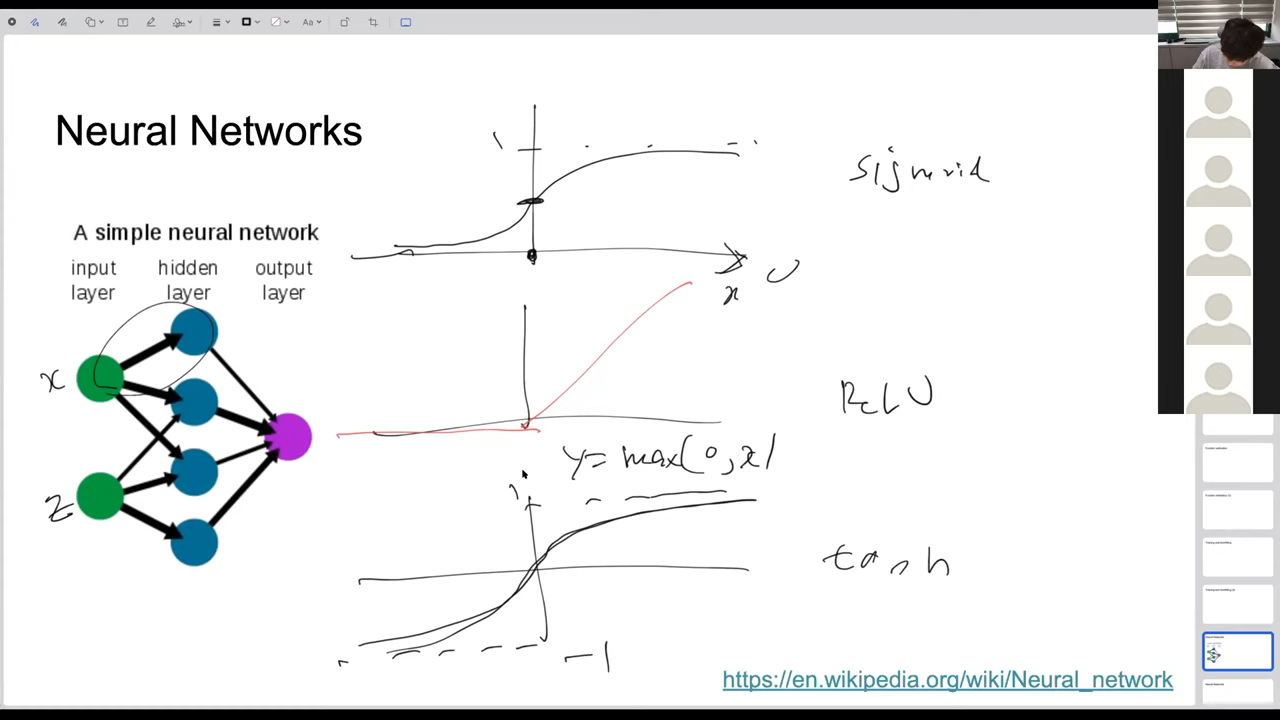 Aa
Neural Networks
A simple neural network
input layer
hidden layer
output layer
x
z
1
sigmoid
x
ReLU
y = max(0, x)
1
tanh
-1
https://en.wikipedia.org/wiki/Neural_network